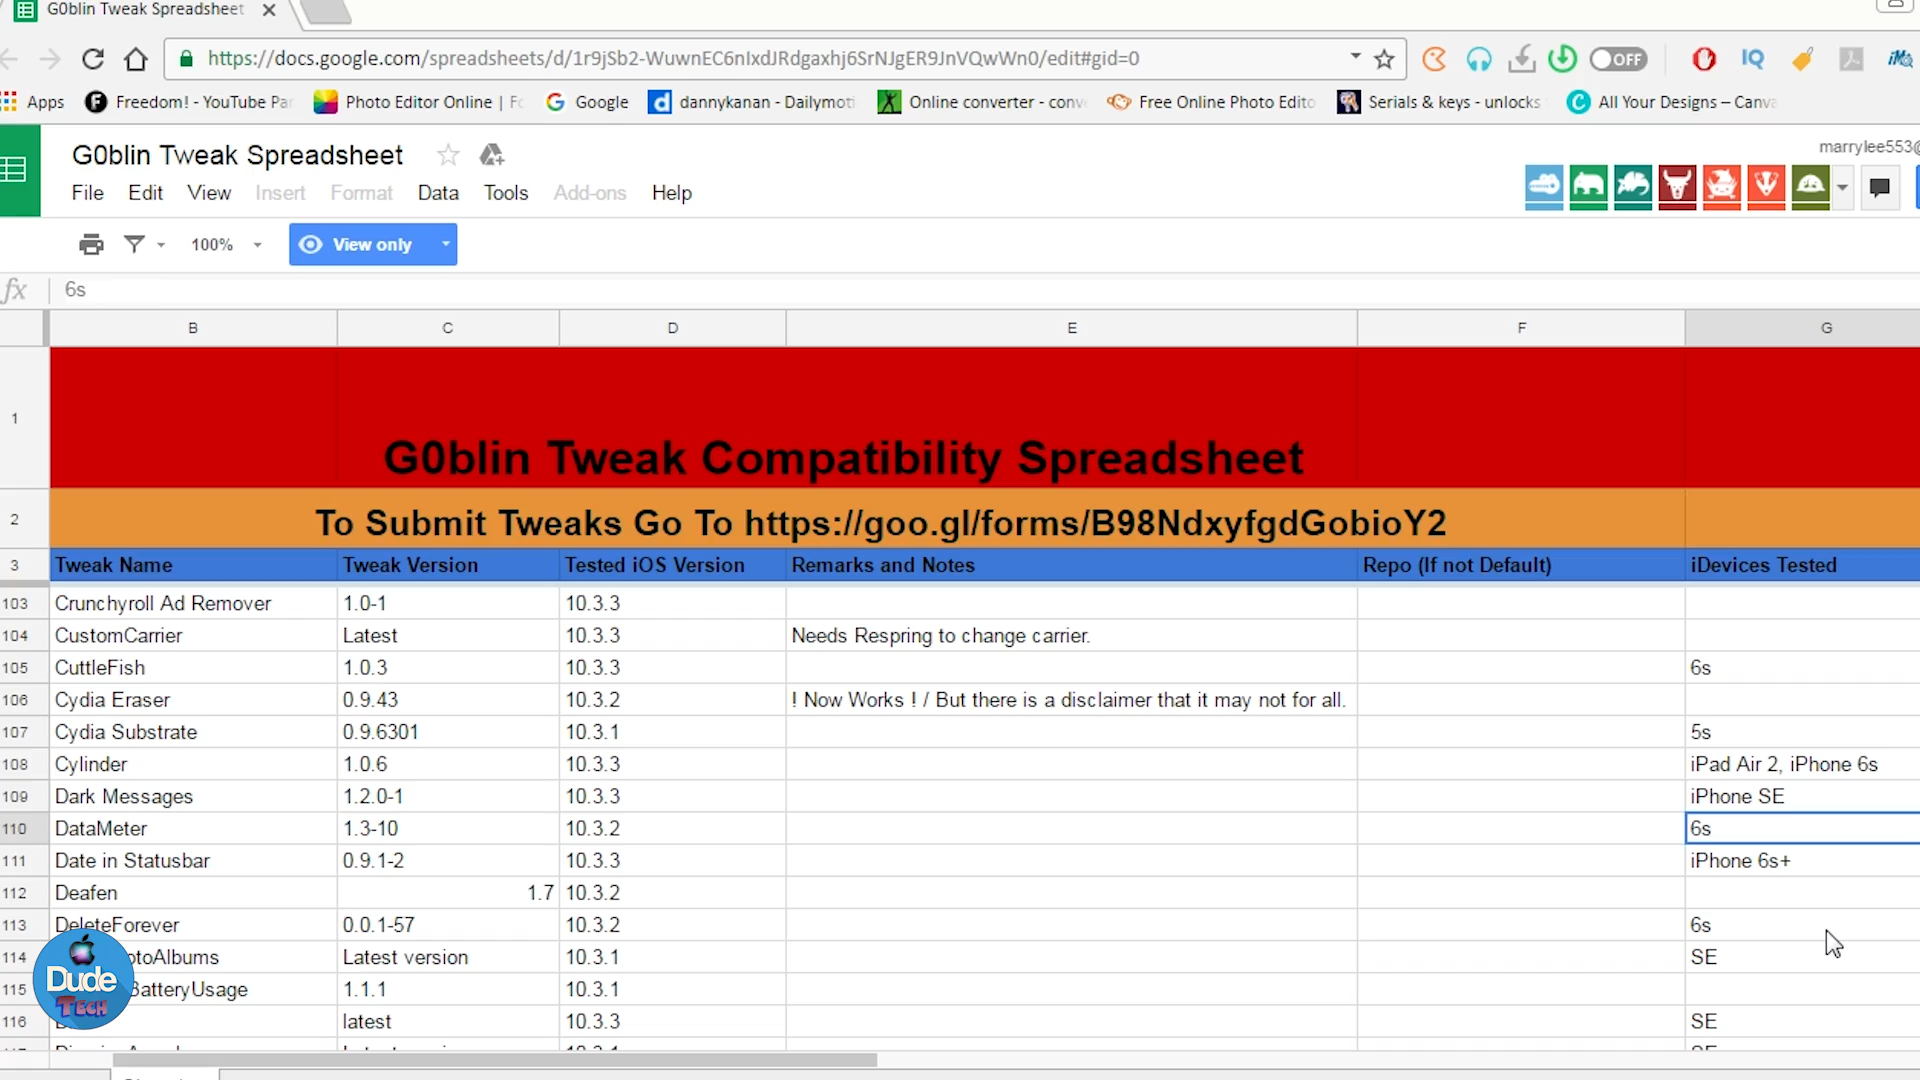 G0blin Tweak Spreadsheet
https://docs.google.com/spreadsheets/d/1r9jSb2-WuwnEC6nIxdJRdgaxhj6SrNJgER9JnVQwWn0/edit#gid=0
OFF
IQ
Apps Freedom! - YouTube Par Photo Editor Online | Fo Google dannykanan - Dailymoti Online converter - conv Free Online Photo Edito Serials & keys - unlocks All Your Designs – Canva
G0blin Tweak Spreadsheet
marrylee553@
File Edit View Insert Format Data Tools Add-ons Help
100% View only
fx 6s
B C D E F G
1 G0blin Tweak Compatibility Spreadsheet
2 To Submit Tweaks Go To https://goo.gl/forms/B98NdxyfgdGobioY2
3 Tweak Name Tweak Version Tested iOS Version Remarks and Notes Repo (If not Default) iDevices Tested
103 Crunchyroll Ad Remover 1.0-1 10.3.3
104 CustomCarrier Latest 10.3.3 Needs Respring to change carrier.
105 CuttleFish 1.0.3 10.3.3 6s
106 Cydia Eraser 0.9.43 10.3.2 ! Now Works ! / But there is a disclaimer that it may not for all.
107 Cydia Substrate 0.9.6301 10.3.1 5s
108 Cylinder 1.0.6 10.3.3 iPad Air 2, iPhone 6s
109 Dark Messages 1.2.0-1 10.3.3 iPhone SE
110 DataMeter 1.3-10 10.3.2 6s
111 Date in Statusbar 0.9.1-2 10.3.3 iPhone 6s+
112 Deafen 1.7 10.3.2
113 DeleteForever 0.0.1-57 10.3.2 6s
114 otoAlbums Latest version 10.3.1 SE
115 BatteryUsage 1.1.1 10.3.1
116 latest 10.3.3 SE
Dude
Tech